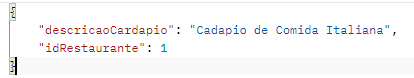 {
"descricaoCardapio": "Cadapio de Comida Italiana",
"idRestaurante": 1
}